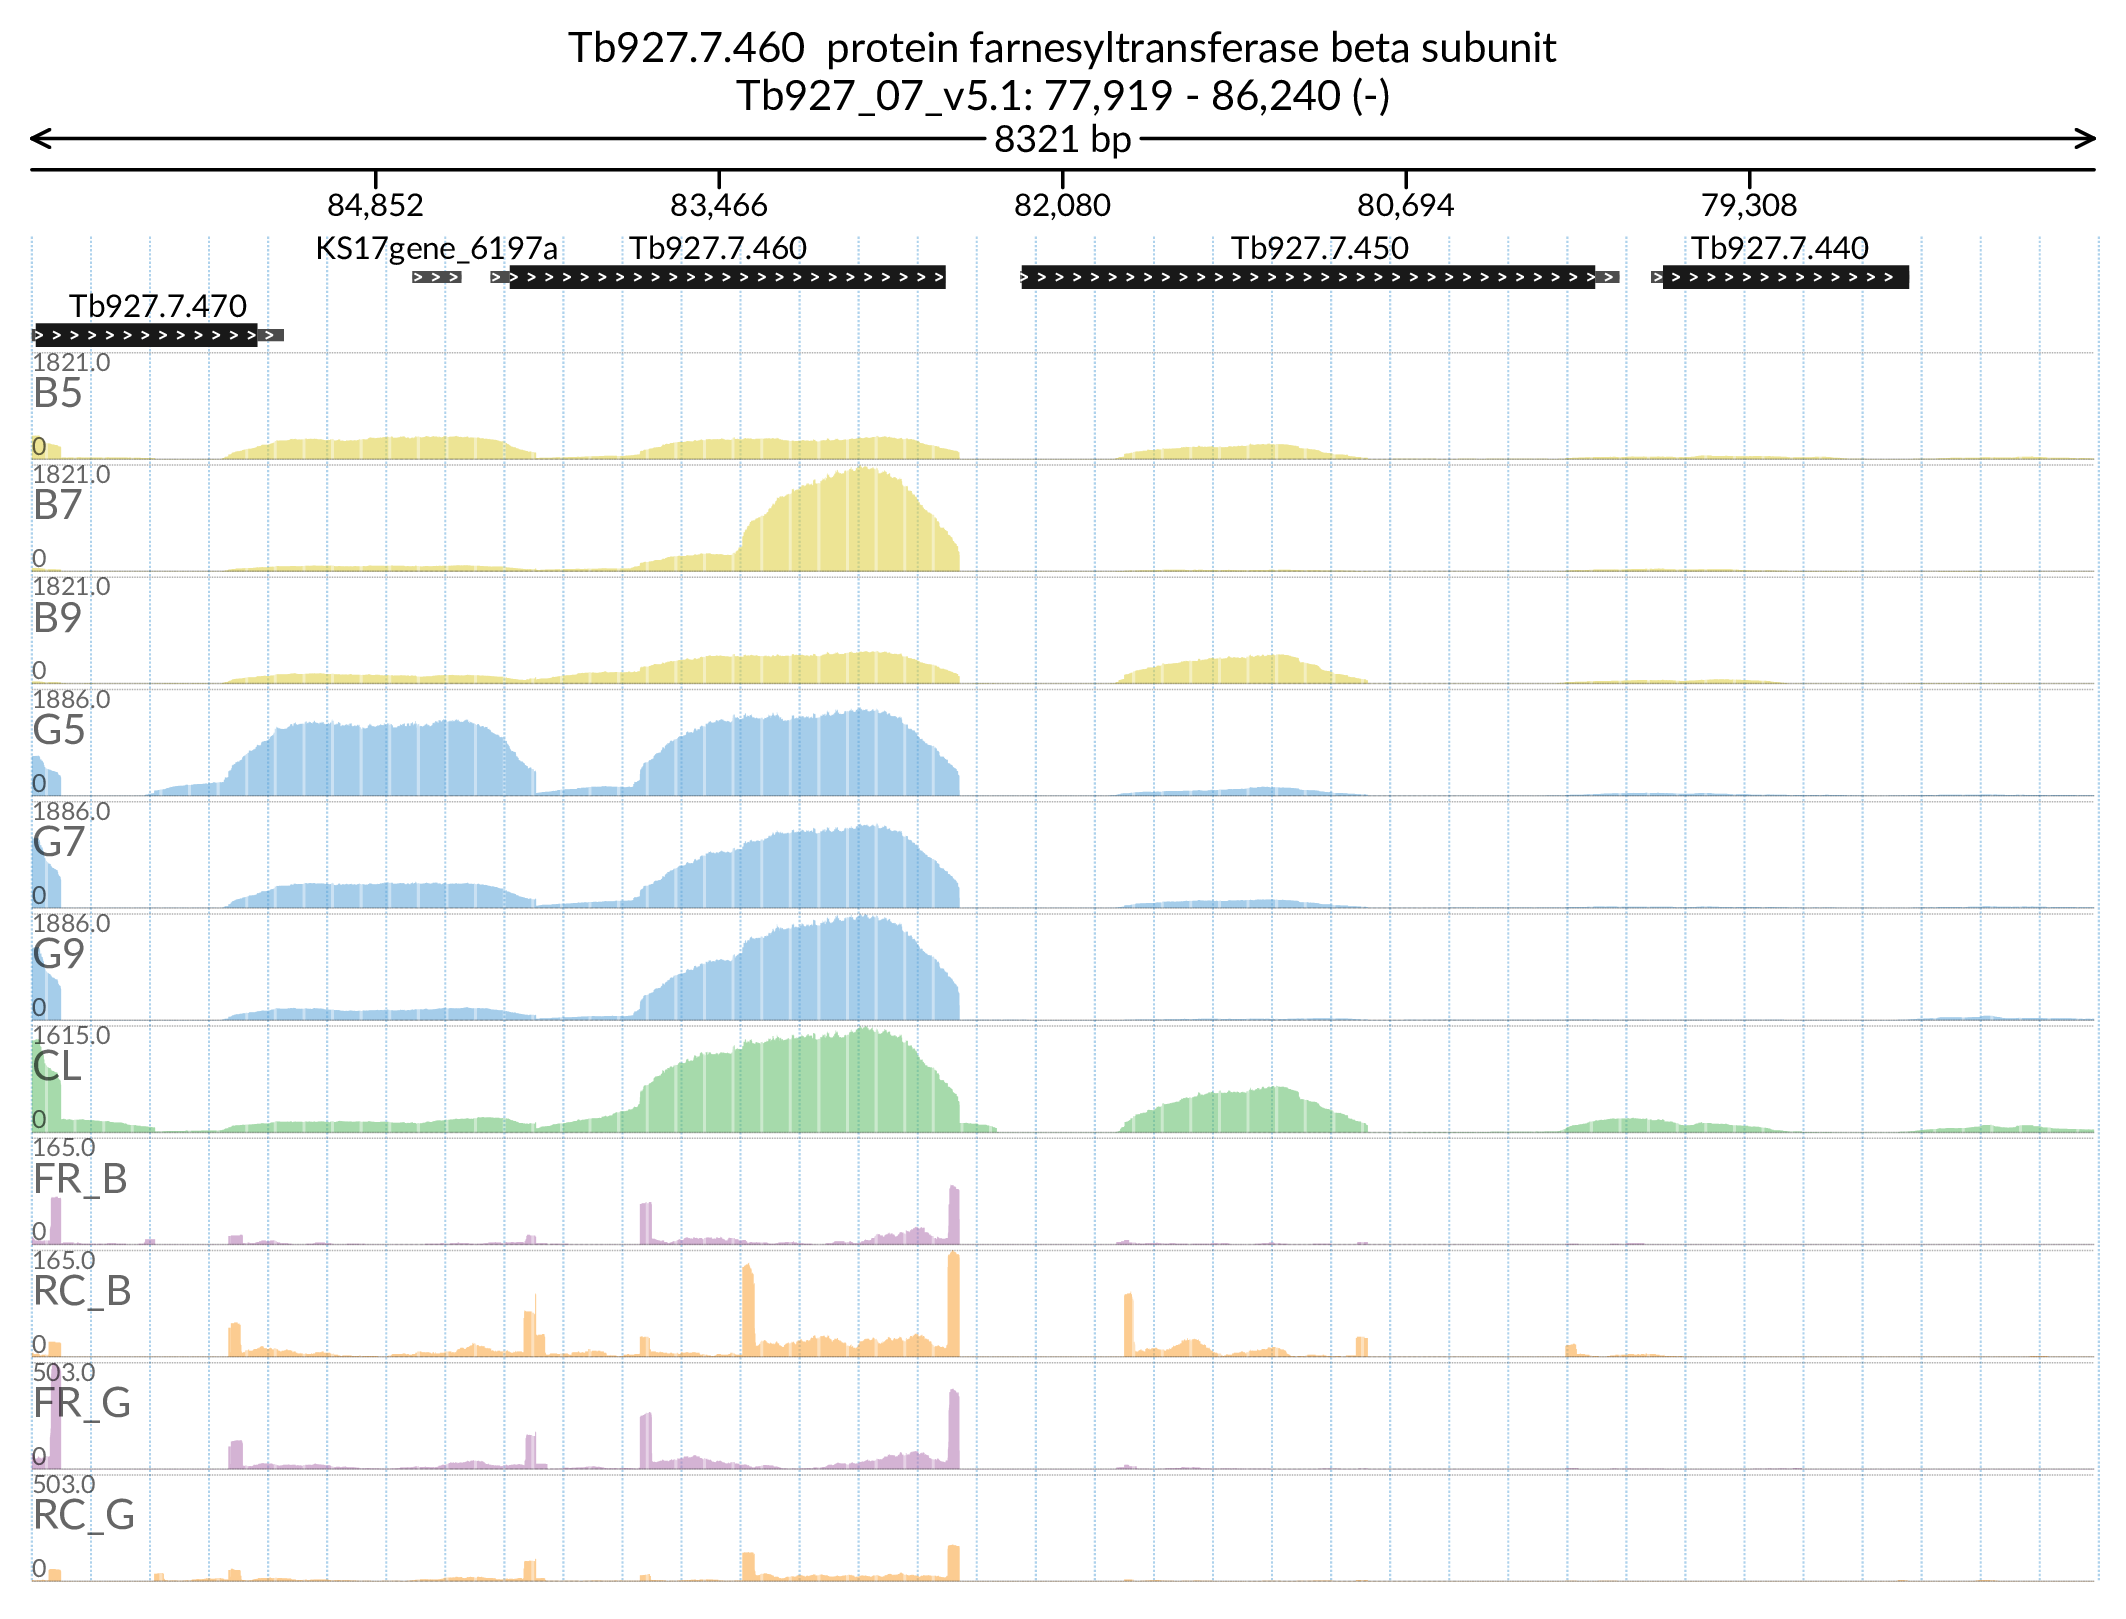 Tb927.7.460 protein farnesyltransferase beta subunit
Tb927_07_v5.1: 77,919 - 86,240 (-)
8321 bp
84,852 83,466 82,080 80,694 79,308
KS17gene_6197a Tb927.7.460 Tb927.7.450 Tb927.7.440
Tb927.7.470
1821.0
B5
0
1821.0
B7
0
1821.0
B9
0
1886.0
G5
0
1886.0
G7
0
1886.0
G9
0
1615.0
CL
0
165.0
FR_B
0
165.0
RC_B
0
503.0
FR_G
0
503.0
RC_G
0